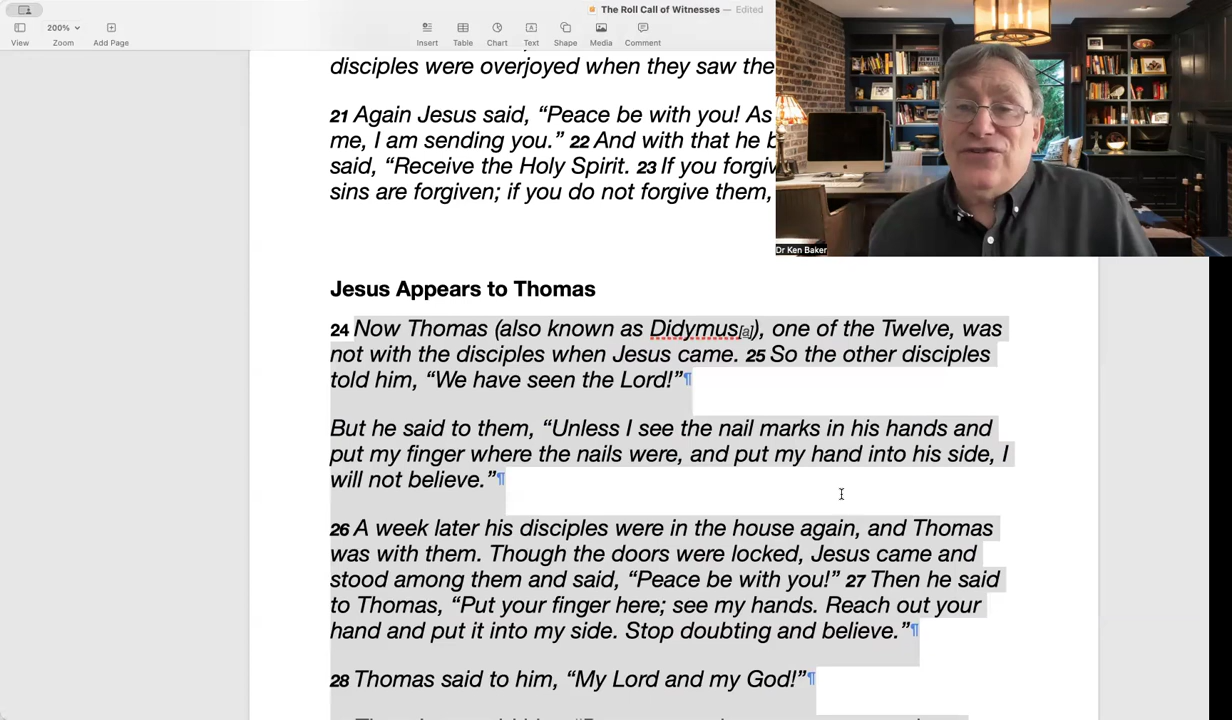 The Roll Call of Witnesses — Edited
200%
View
Zoom
Add Page
Insert
Table
Chart
Text
Shape
Media
Comment
disciples were overjoyed when they saw the
21 Again Jesus said, “Peace be with you! As
me, I am sending you.” 22 And with that he b
said, “Receive the Holy Spirit. 23 If you forgiv
sins are forgiven; if you do not forgive them,
Dr Ken Baker
Jesus Appears to Thomas
24 Now Thomas (also known as Didymus[a]), one of the Twelve, was
not with the disciples when Jesus came. 25 So the other disciples
told him, “We have seen the Lord!”¶
But he said to them, “Unless I see the nail marks in his hands and
put my finger where the nails were, and put my hand into his side, I
will not believe.”¶
26 A week later his disciples were in the house again, and Thomas
was with them. Though the doors were locked, Jesus came and
stood among them and said, “Peace be with you!” 27 Then he said
to Thomas, “Put your finger here; see my hands. Reach out your
hand and put it into my side. Stop doubting and believe.”¶
28 Thomas said to him, “My Lord and my God!”¶